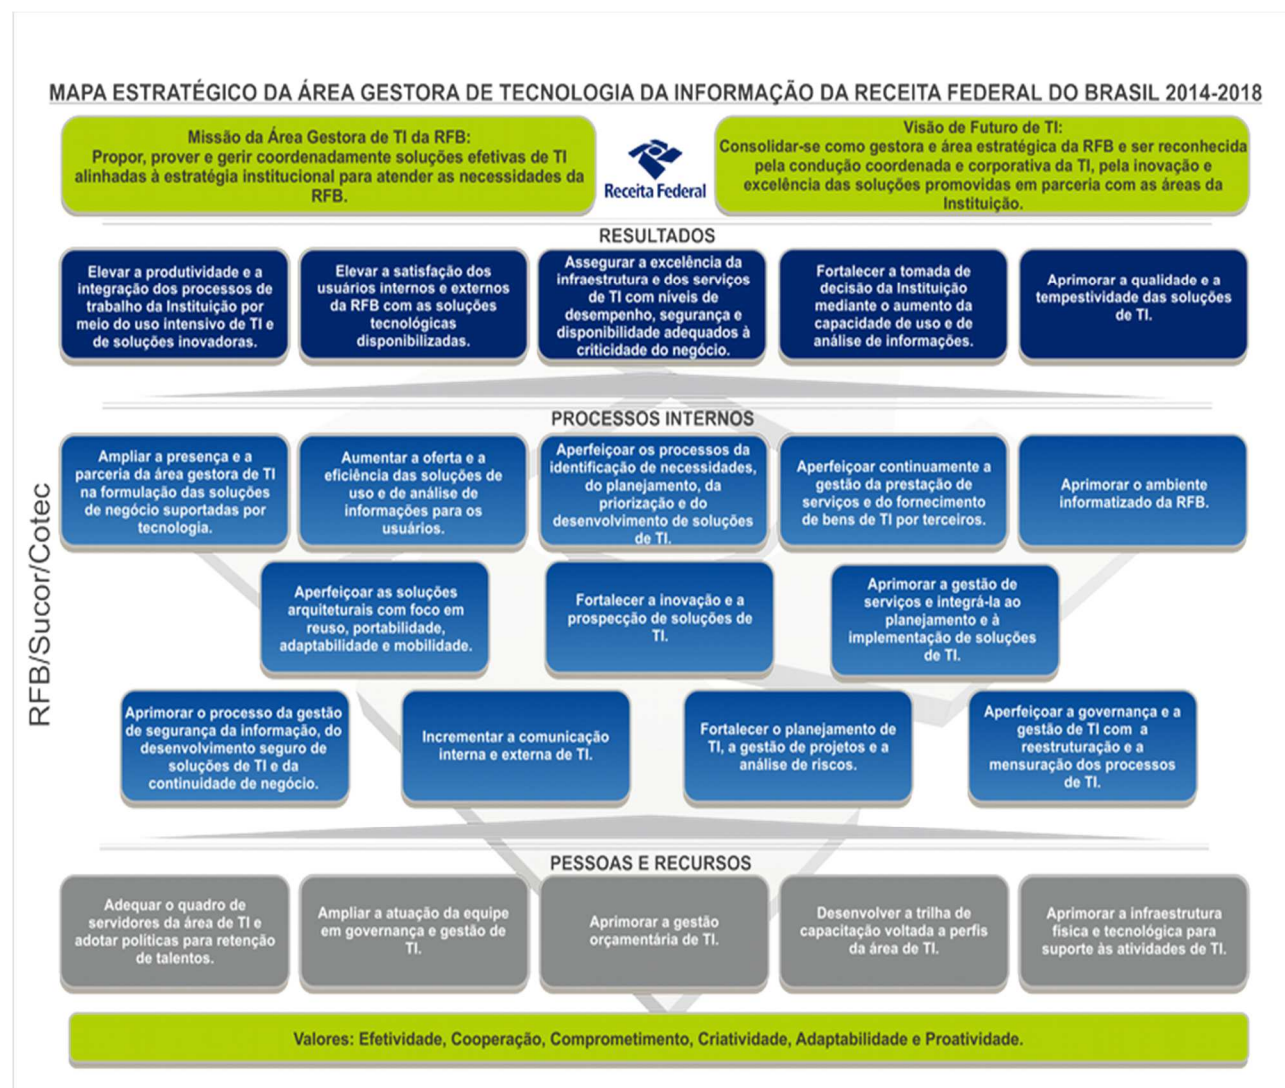 MAPA ESTRATÉGICO DA ÁREA GESTORA DE TECNOLOGIA DA INFORMAÇÃO DA RECEITA FEDERAL DO BRASIL 2014-2018
Missão da Área Gestora de TI da RFB:
Propor, prover e gerir coordenadamente soluções efetivas de TI
alinhadas à estratégia institucional para atender as necessidades da
RFB.
Receita Federal
Visão de Futuro de TI:
Consolidar-se como gestora e área estratégica da RFB e ser reconhecida
pela condução coordenada e corporativa da TI, pela inovação e
excelência das soluções promovidas em parceria com as áreas da
Instituição.
RESULTADOS
Elevar a produtividade e a
integração dos processos de
trabalho da Instituição por
meio do uso intensivo de TI e
de soluções inovadoras.
Elevar a satisfação dos
usuários internos e externos
da RFB com as soluções
tecnológicas
disponibilizadas.
Assegurar a excelência da
infraestrutura e dos serviços
de TI com níveis de
desempenho, segurança e
disponibilidade adequados à
criticidade do negócio.
Fortalecer a tomada de
decisão da Instituição
mediante o aumento da
capacidade de uso e de
análise de informações.
Aprimorar a qualidade e a
tempestividade das soluções
de TI.
PROCESSOS INTERNOS
Ampliar a presença e a
parceria da área gestora de TI
na formulação das soluções
de negócio suportadas por
tecnologia.
Aumentar a oferta e a
eficiência das soluções de
uso e de análise de
informações para os
usuários.
Aperfeiçoar os processos da
identificação de necessidades,
do planejamento, da
priorização e do
desenvolvimento de soluções
de TI.
Aperfeiçoar continuamente a
gestão da prestação de
serviços e do fornecimento
de bens de TI por terceiros.
Aprimorar o ambiente
informatizado da RFB.
Aperfeiçoar as soluções
arquiteturais com foco em
reuso, portabilidade,
adaptabilidade e mobilidade.
Fortalecer a inovação e a
prospecção de soluções de
TI.
Aprimorar a gestão de
serviços e integrá-la ao
planejamento e à
implementação de soluções
de TI.
Aprimorar o processo da gestão
de segurança da informação, do
desenvolvimento seguro de
soluções de TI e da
continuidade de negócio.
Incrementar a comunicação
interna e externa de TI.
Fortalecer o planejamento de
TI, a gestão de projetos e a
análise de riscos.
Aperfeiçoar a governança e a
gestão de TI com a
reestruturação e a
mensuração dos processos
de TI.
PESSOAS E RECURSOS
Adequar o quadro de
servidores da área de TI e
adotar políticas para retenção
de talentos.
Ampliar a atuação da equipe
em governança e gestão de
TI.
Aprimorar a gestão
orçamentária de TI.
Desenvolver a trilha de
capacitação voltada a perfis
da área de TI.
Aprimorar a infraestrutura
física e tecnológica para
suporte às atividades de TI.
Valores: Efetividade, Cooperação, Comprometimento, Criatividade, Adaptabilidade e Proatividade.
RFB/Sucor/Cotec